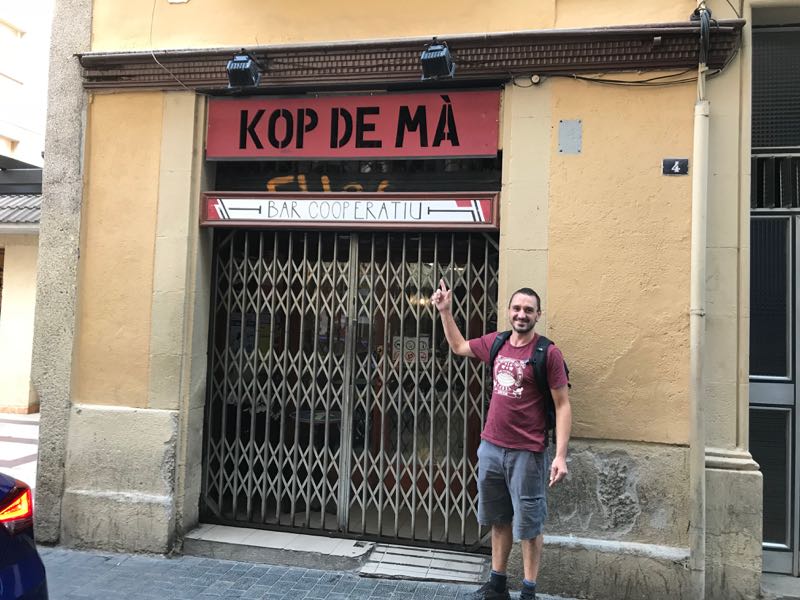 KOP DE MÀ
BAR COOPERATIU
4